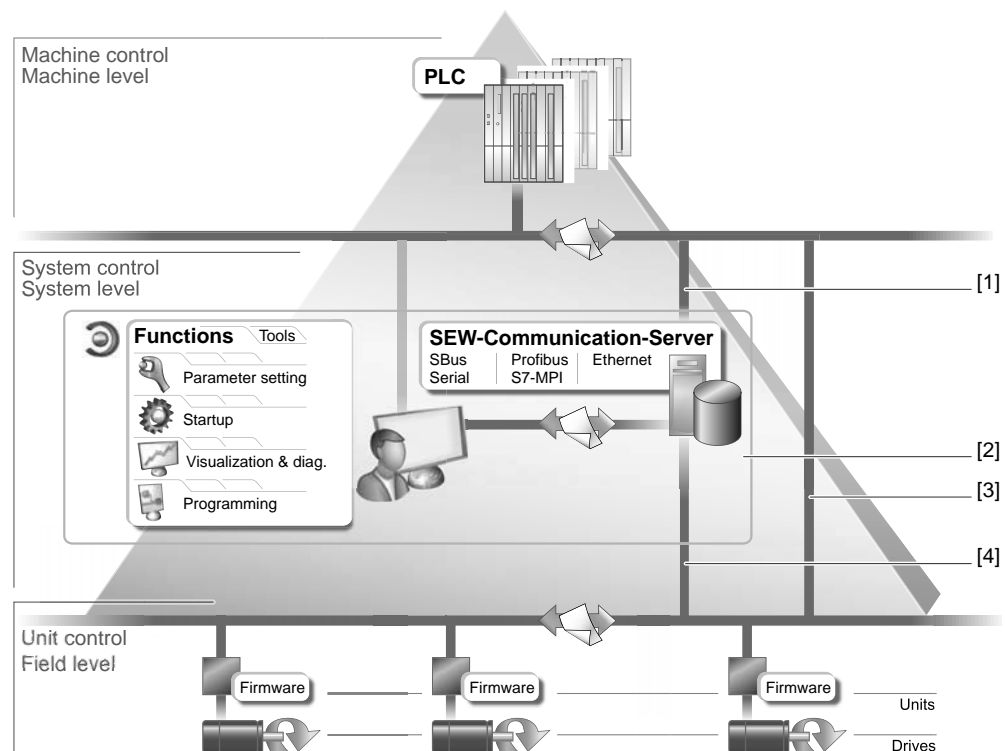 Machine control
Machine level
PLC
System control
System level
[1]
Functions
Tools
Parameter setting
Startup
Visualization & diag.
Programming
SEW-Communication-Server
SBus
Profibus
Ethernet
Serial
S7-MPI
[2]
[3]
[4]
Unit control
Field level
Firmware
Firmware
Firmware
Units
Drives